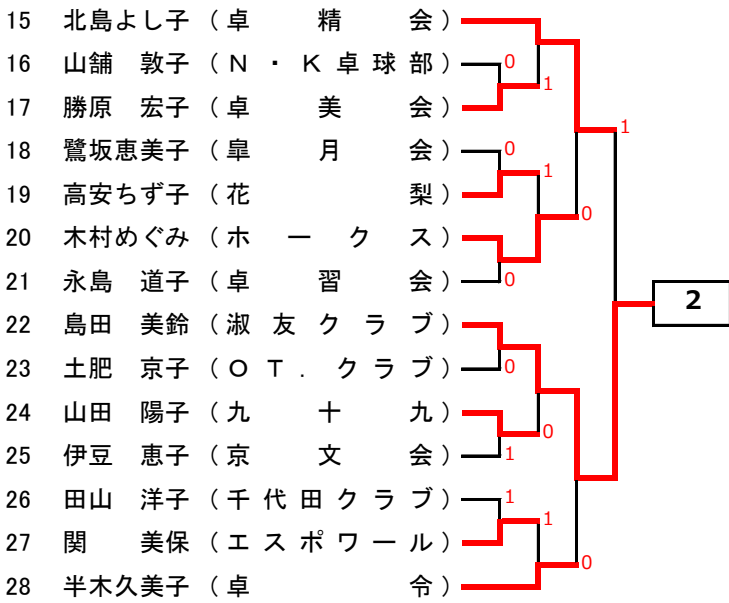 15 北島よし子 (卓精会)
16 山舗 敦子 (N・K卓球部) 0
1
17 勝原 宏子 (卓美会)
1
18 鷺坂恵美子 (皐月会) 0
1
19 高安ちず子 (花梨)
0
20 木村めぐみ (ホークス)
21 永島 道子 (卓習会) 0
2
22 島田 美鈴 (淑友クラブ)
23 土肥 京子 (OT.クラブ) 0
24 山田 陽子 (九十九)
0
25 伊豆 恵子 (京文会) 1
26 田山 洋子 (千代田クラブ) 1
1
27 関 美保 (エスポワール)
0
28 半木久美子 (卓令)